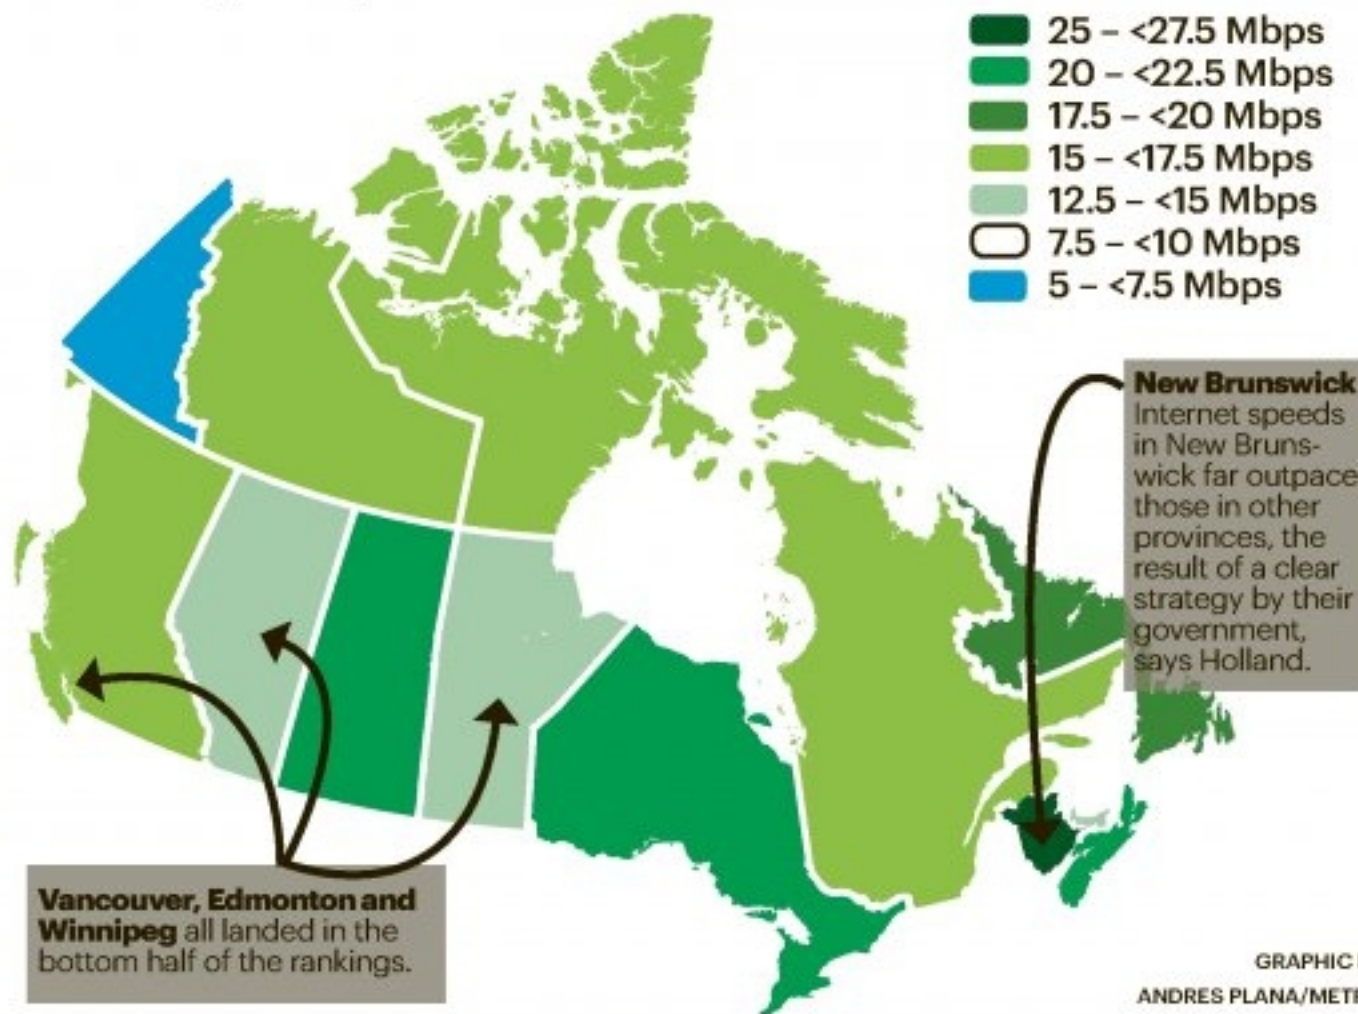 25 – <27.5 Mbps
20 – <22.5 Mbps
17.5 – <20 Mbps
15 – <17.5 Mbps
12.5 – <15 Mbps
7.5 – <10 Mbps
5 – <7.5 Mbps
New Brunswick
Internet speeds
in New Bruns-
wick far outpace
those in other
provinces, the
result of a clear
strategy by their
government,
says Holland.
Vancouver, Edmonton and
Winnipeg all landed in the
bottom half of the rankings.
GRAPHIC
ANDRES PLANA/METR